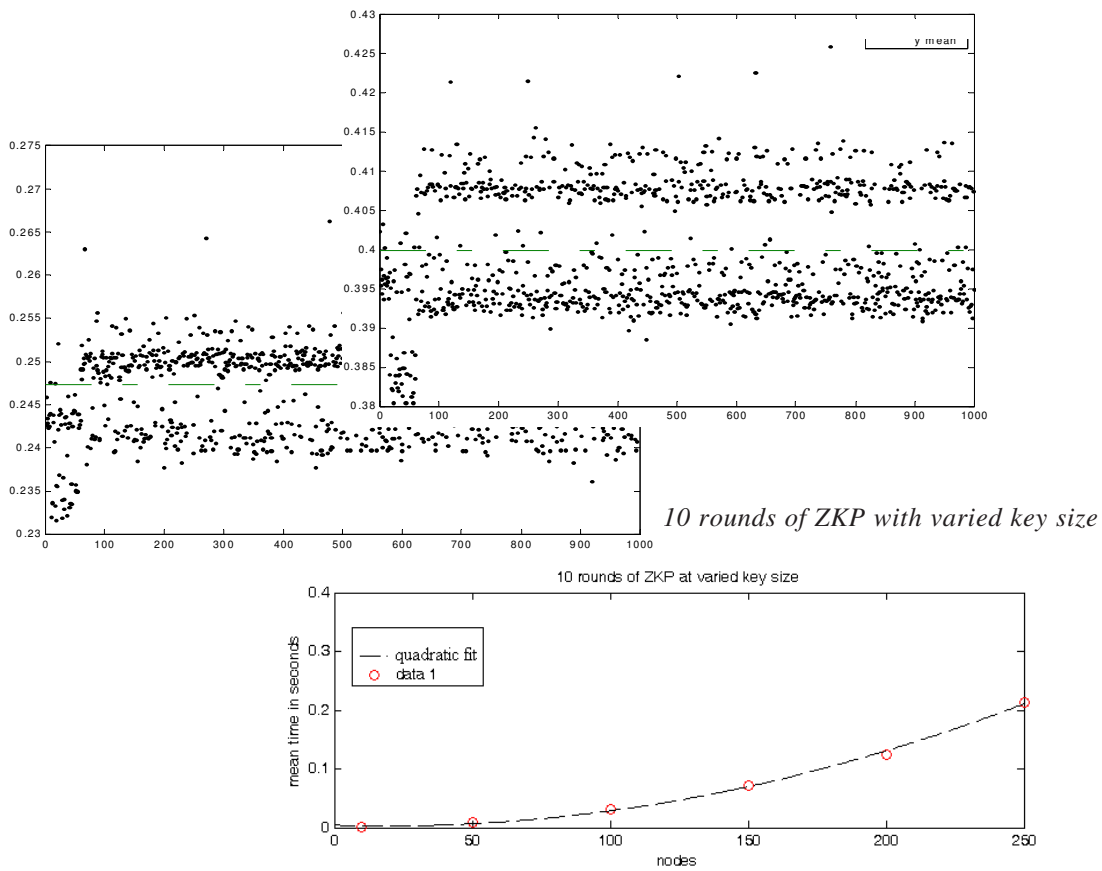 0.43
0.425
y mean
0.42
0.415
0.41
0.405
0.4
0.395
0.39
0.385
0.38
0 100 200 300 400 500 600 700 800 900 1000
0.275
0.27
0.265
0.26
0.255
0.25
0.245
0.24
0.235
0.23
0 100 200 300 400 500 600 700 800 900 1000
10 rounds of ZKP with varied key size
10 rounds of ZKP at varied key size
mean time in seconds
0.4
0.3
0.2
0.1
0
quadratic fit
data 1
0 50 100 150 200 250
nodes